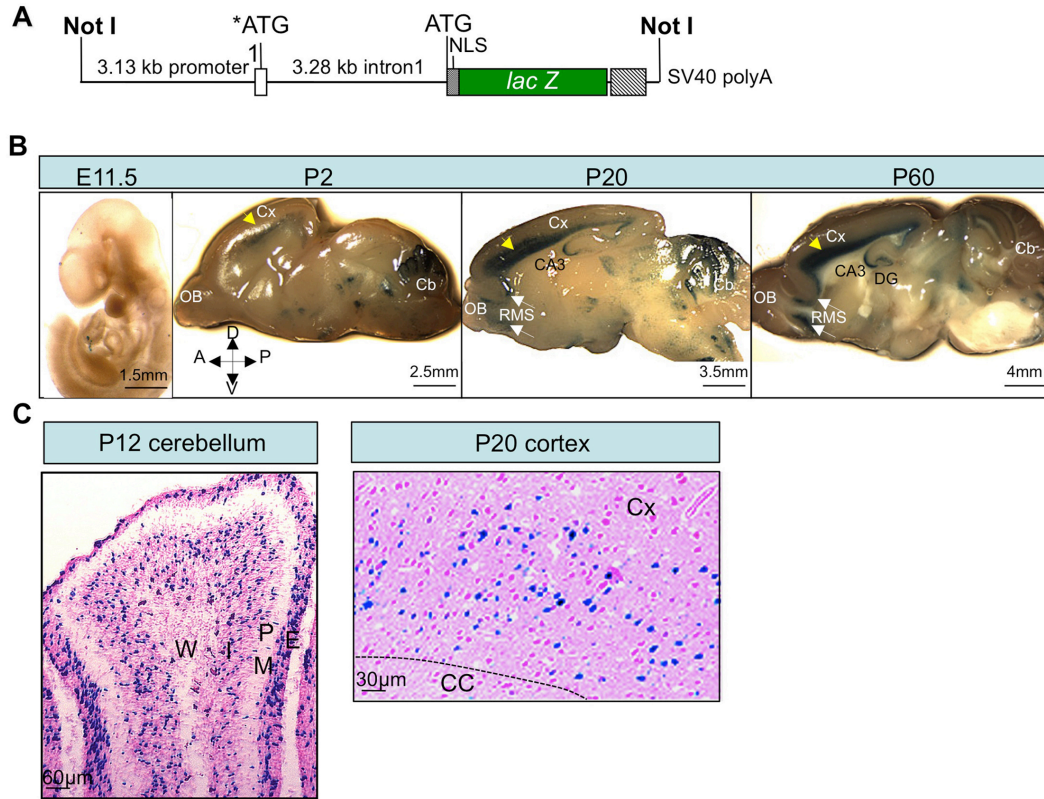 A
Not I
*ATG
ATG
Not I
1
NLS
3.13 kb promoter
3.28 kb intron1
lac Z
SV40 polyA
B
E11.5
P2
P20
P60
1.5mm
Cx
OB
Cb
D
A
P
V
2.5mm
Cx
CA3
OB
RMS
Cb
3.5mm
Cx
CA3
DG
OB
RMS
Cb
4mm
C
P12 cerebellum
P20 cortex
W
I
P
E
M
60µm
Cx
CC
30µm